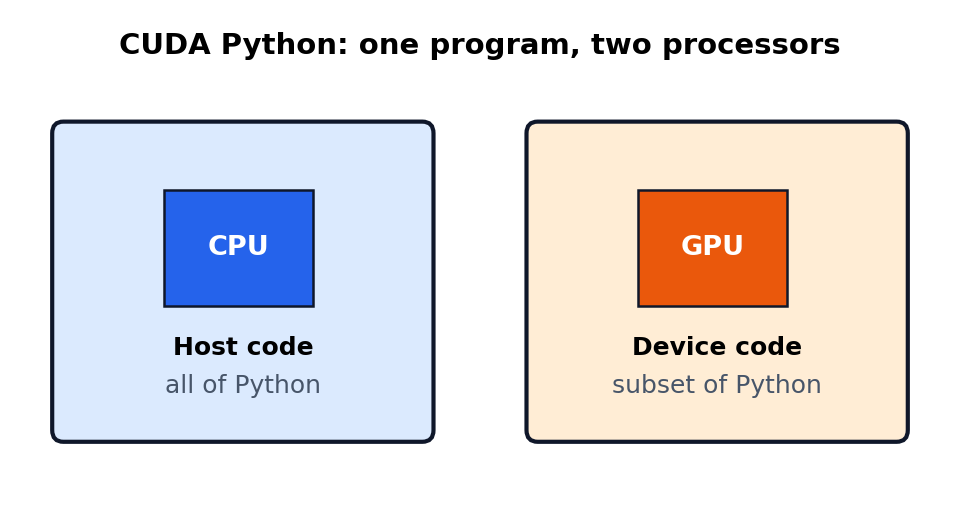 CUDA Python: one program, two processors
CPU
Host code
all of Python
GPU
Device code
subset of Python